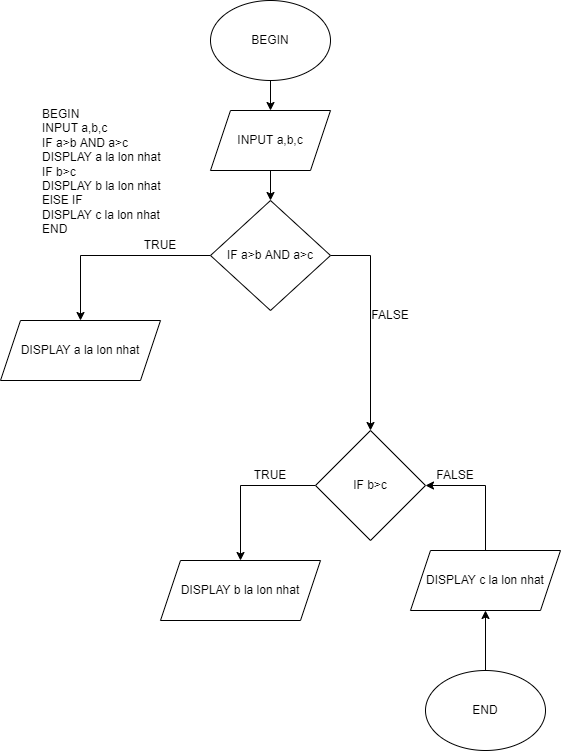 BEGIN
INPUT a,b,c
BEGIN
INPUT a,b,c
IF a>b AND a>c
DISPLAY a la lon nhat
IF b>c
DISPLAY b la lon nhat
EISE IF
DISPLAY c la lon nhat
END
TRUE
IF a>b AND a>c
FALSE
DISPLAY a la lon nhat
TRUE
IF b>c
FALSE
DISPLAY b la lon nhat
DISPLAY c la lon nhat
END